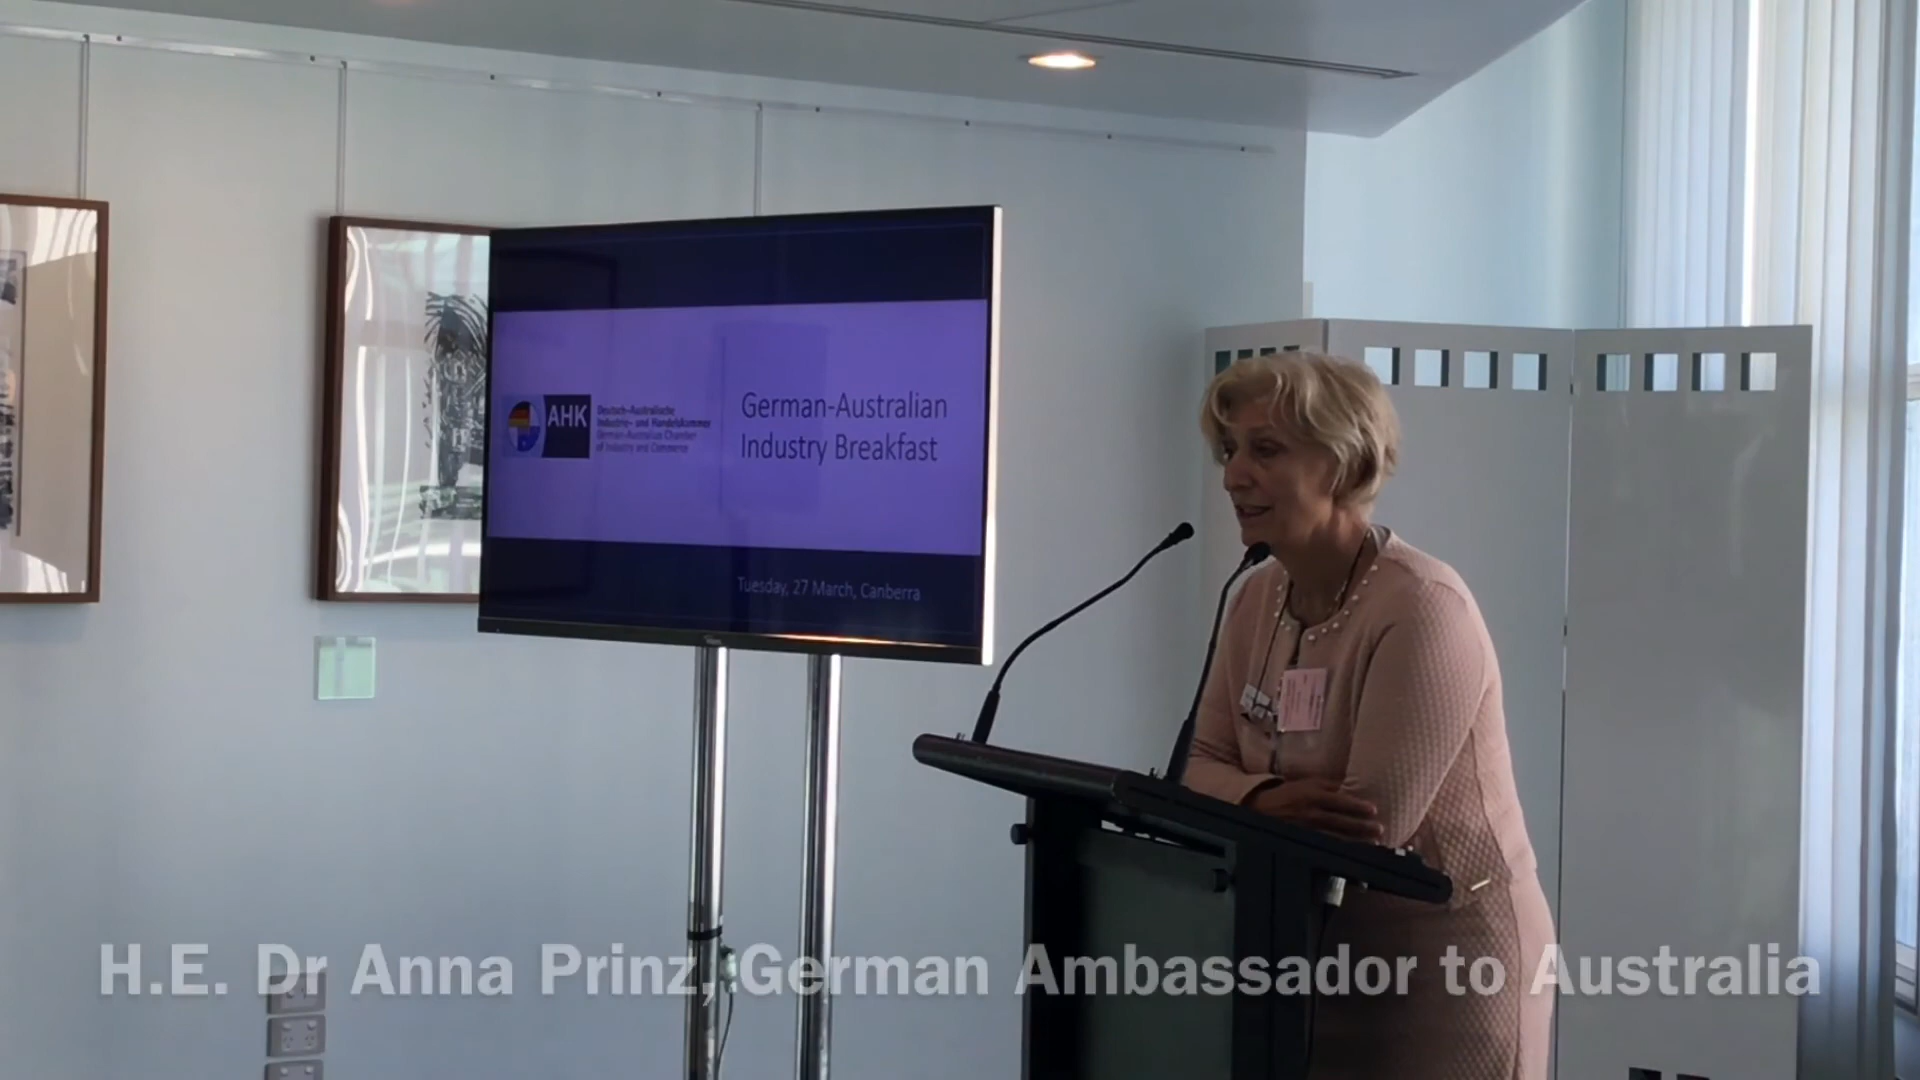 AHK
Deutsch-Australische
Industrie- und Handelskammer
German-Australian Chamber
of Industry and Commerce
German-Australian
Industry Breakfast
Tuesday, 27 March, Canberra
H.E. Dr Anna Prinz, German Ambassador to Australia